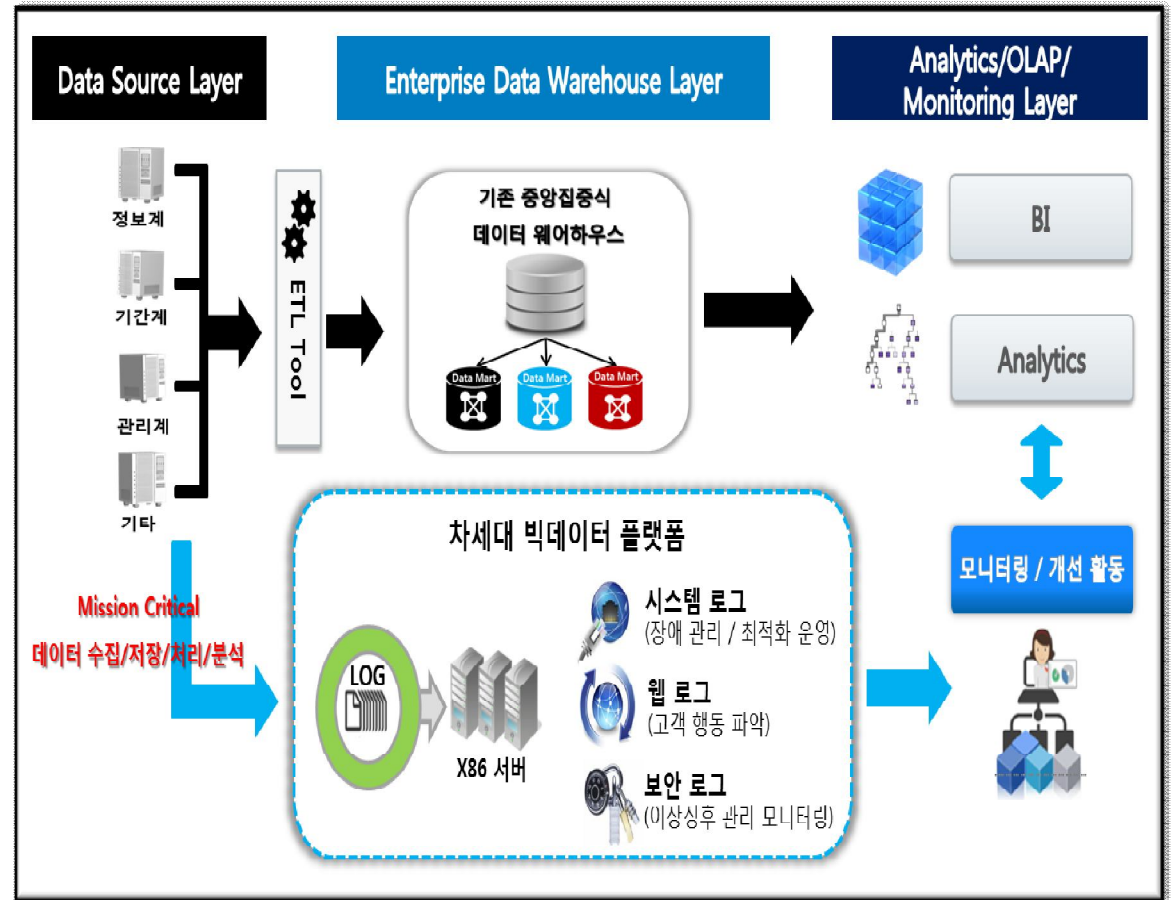 Data Source Layer
Enterprise Data Warehouse Layer
Analytics/OLAP/
Monitoring Layer
정보계
기간계
관리계
기타
ETL Tool
기존 중앙집중식
데이터 웨어하우스
Data Mart
Data Mart
Data Mart
BI
Analytics
모니터링 / 개선 활동
Mission Critical
데이터 수집/저장/처리/분석
차세대 빅데이터 플랫폼
LOG
X86 서버
시스템 로그
(장애 관리 / 최적화 운영)
웹 로그
(고객 행동 파악)
보안 로그
(이상싱후 관리 모니터링)